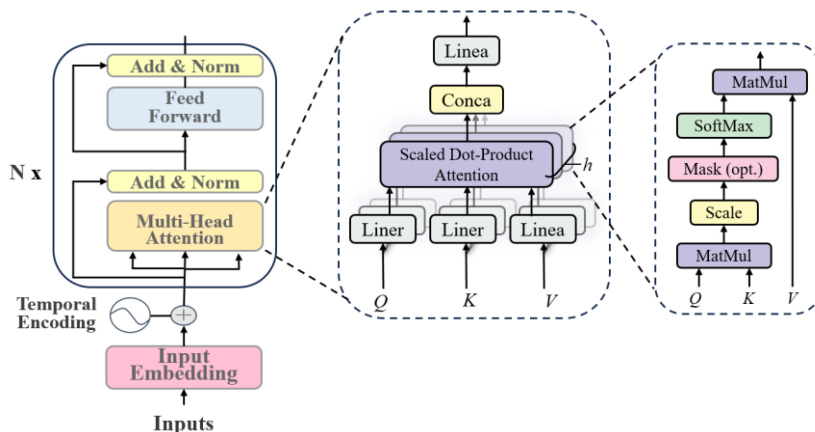 Add & Norm
Feed
Forward
N x
Add & Norm
Multi-Head
Attention
Temporal
Encoding
+
Input
Embedding
Inputs
Linea
Conca
Scaled Dot-Product
Attention
h
Liner
Liner
Linea
Q
K
V
MatMul
SoftMax
Mask (opt.)
Scale
MatMul
Q
K
V